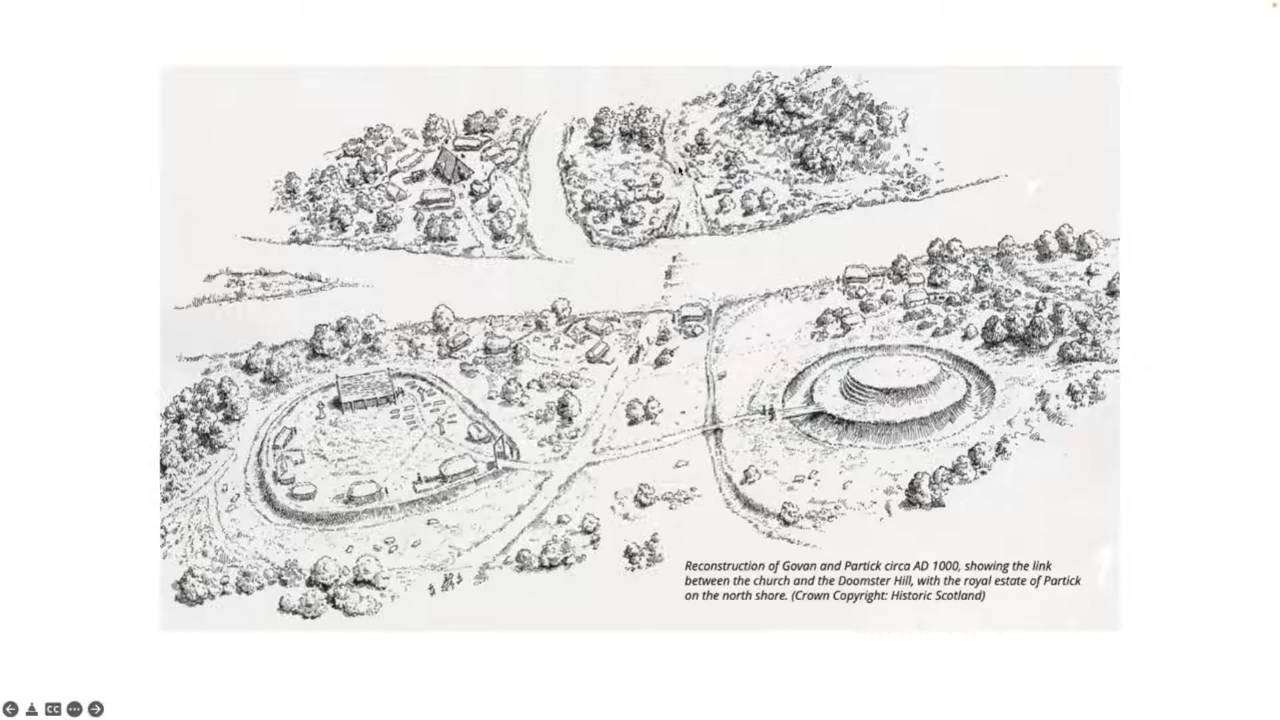 Reconstruction of Govan and Partick circa AD 1000, showing the link
between the church and the Doomster Hill, with the royal estate of Partick
on the north shore. (Crown Copyright: Historic Scotland)
CC